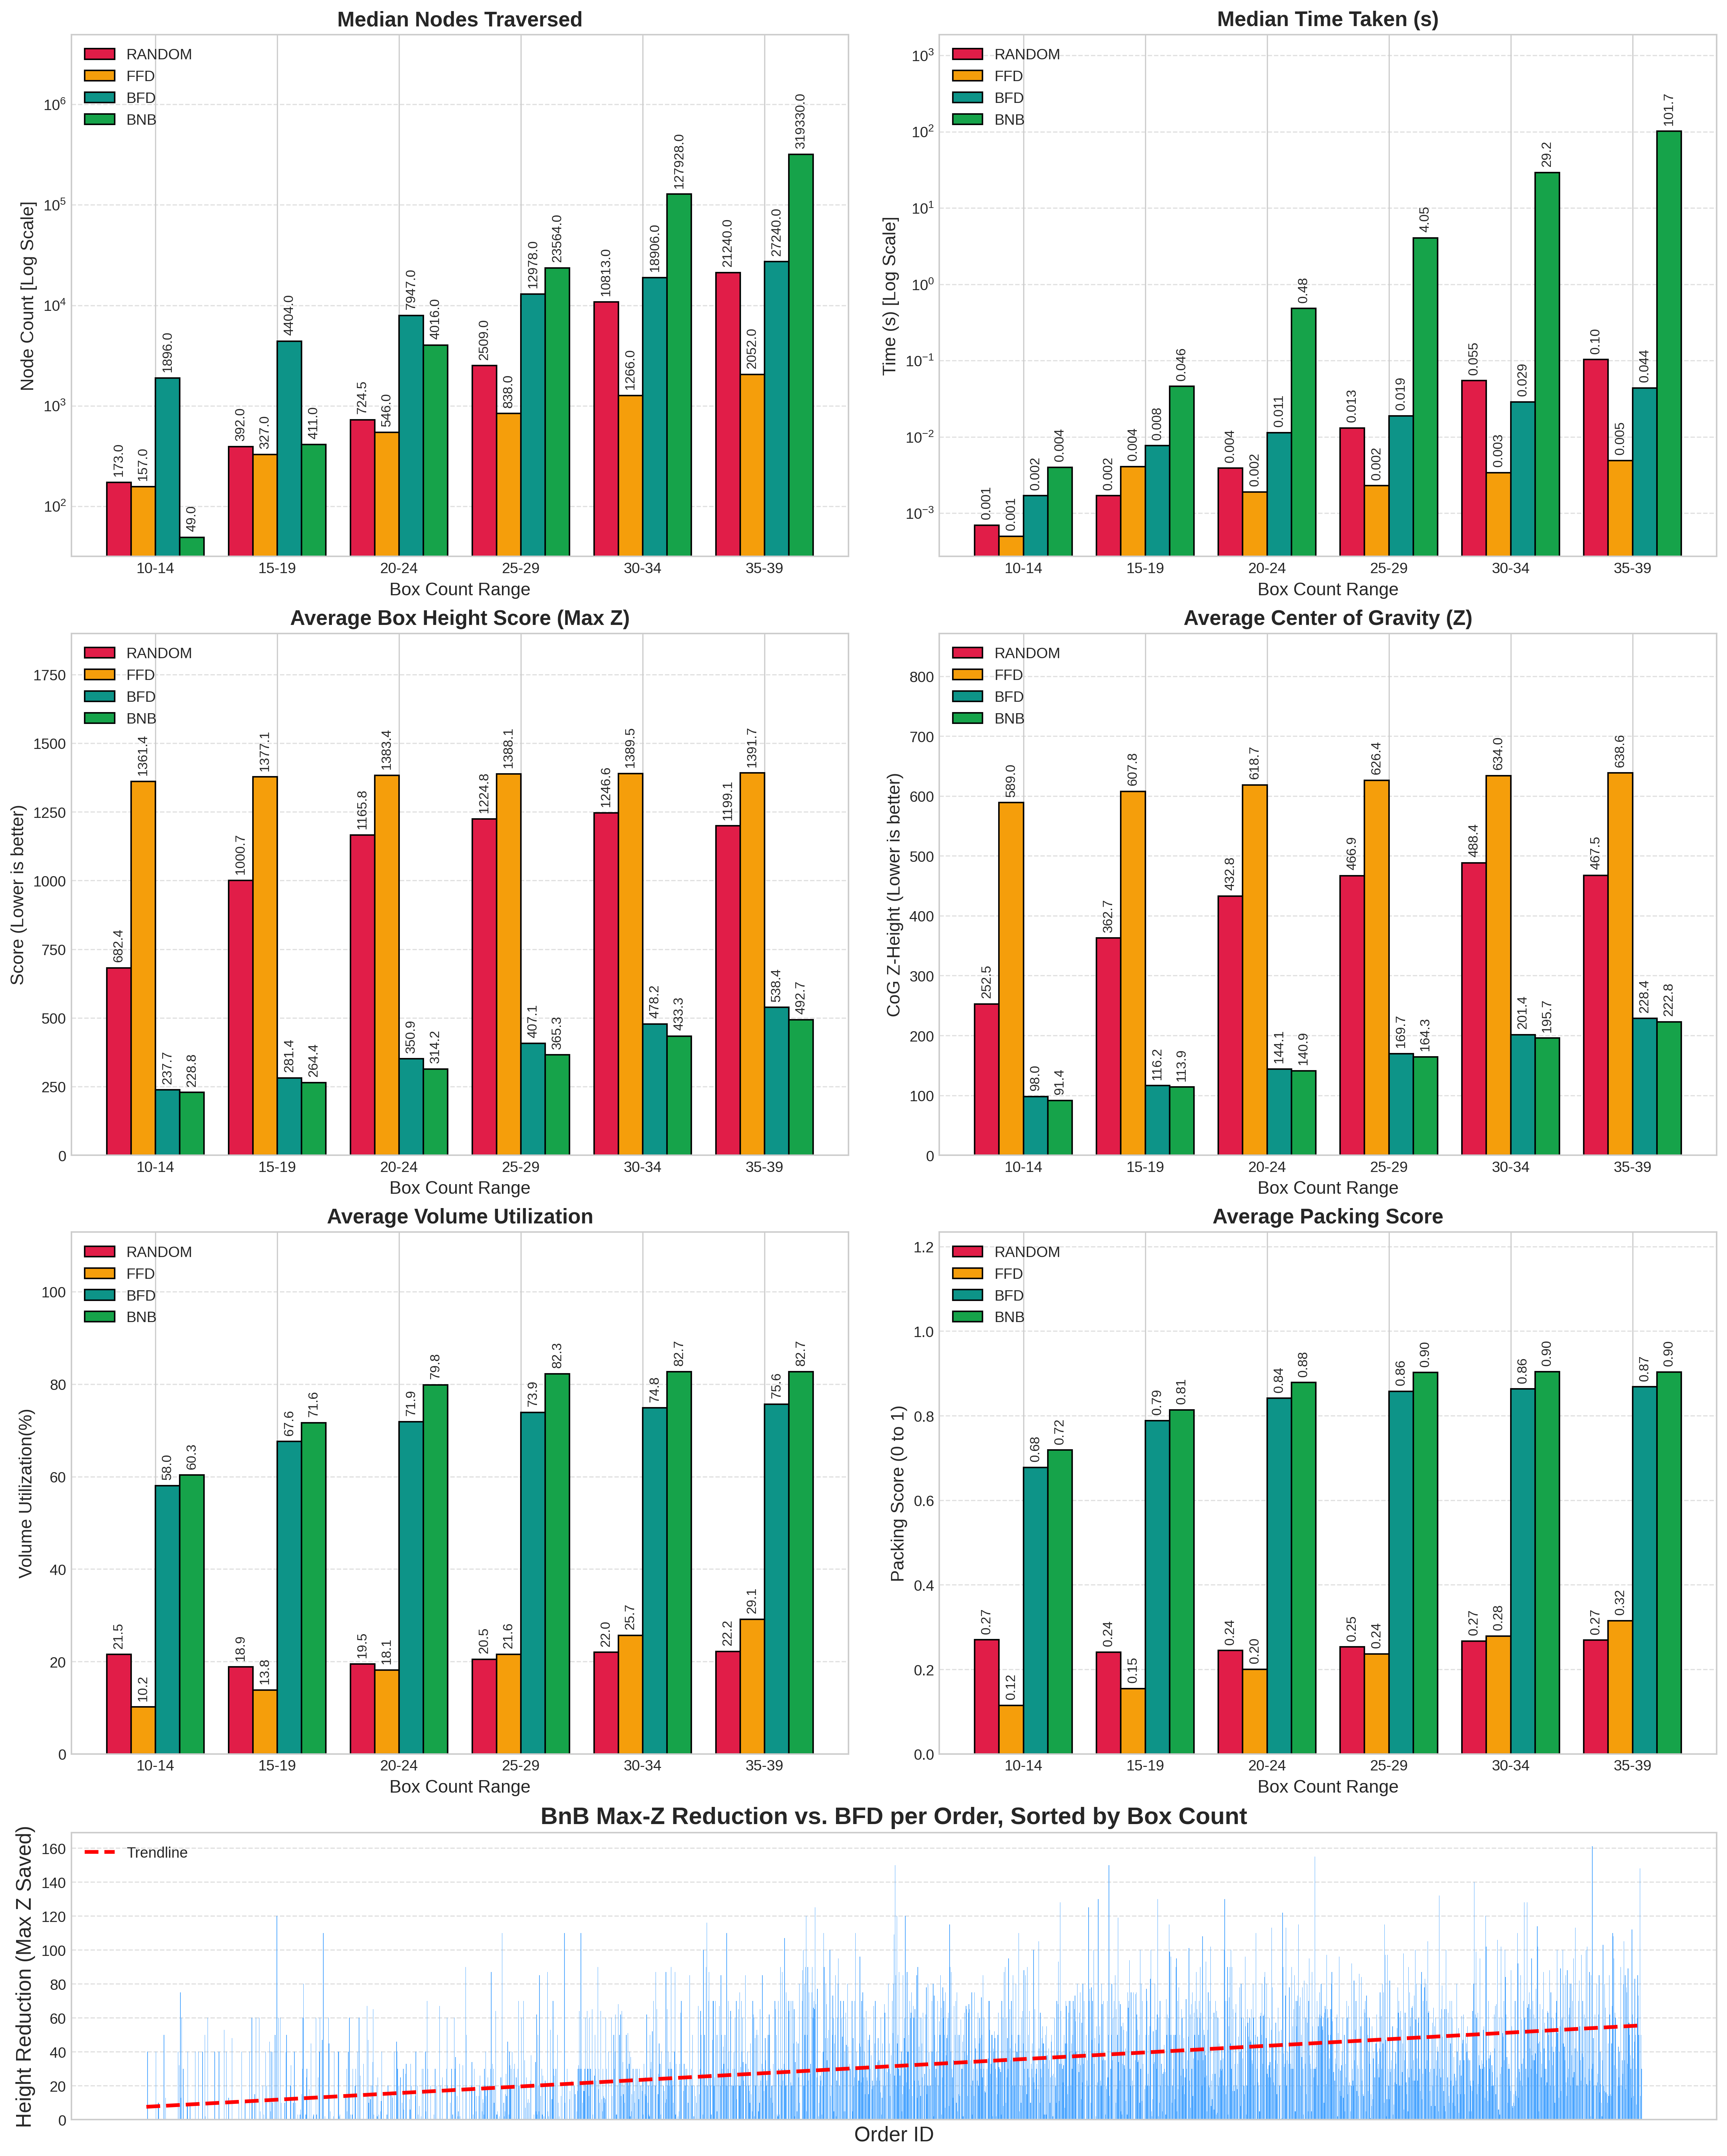 Median Nodes Traversed
RANDOM
FFD
BFD
BNB
Node Count [Log Scale]
10^6
10^5
10^4
10^3
10^2
173.0 157.0 1896.0 49.0
392.0 327.0 4404.0 411.0
724.5 546.0 7947.0 4016.0
2509.0 838.0 12978.0 23564.0
10813.0 1266.0 18906.0 127928.0
21240.0 2052.0 27240.0 319330.0
10-14 15-19 20-24 25-29 30-34 35-39
Box Count Range
Median Time Taken (s)
RANDOM
FFD
BFD
BNB
Time (s) [Log Scale]
10^3
10^2
10^1
10^0
10^−1
10^−2
10^−3
0.001 0.001 0.002 0.004
0.002 0.004 0.008 0.046
0.004 0.002 0.011 0.48
0.013 0.002 0.019 4.05
0.055 0.003 0.029 29.2
0.10 0.005 0.044 101.7
10-14 15-19 20-24 25-29 30-34 35-39
Box Count Range
Average Box Height Score (Max Z)
RANDOM
FFD
BFD
BNB
Score (Lower is better)
1750
1500
1250
1000
750
500
250
0
682.4 1361.4 237.7 228.8
1000.7 1377.1 281.4 264.4
1165.8 1383.4 350.9 314.2
1224.8 1388.1 407.1 365.3
1246.6 1389.5 478.2 433.3
1199.1 1391.7 538.4 492.7
10-14 15-19 20-24 25-29 30-34 35-39
Box Count Range
Average Center of Gravity (Z)
RANDOM
FFD
BFD
BNB
CoG Z-Height (Lower is better)
800
700
600
500
400
300
200
100
0
252.5 589.0 98.0 91.4
362.7 607.8 116.2 113.9
432.8 618.7 144.1 140.9
466.9 626.4 169.7 164.3
488.4 634.0 201.4 195.7
467.5 638.6 228.4 222.8
10-14 15-19 20-24 25-29 30-34 35-39
Box Count Range
Average Volume Utilization
RANDOM
FFD
BFD
BNB
Volume Utilization(%)
100
80
60
40
20
0
21.5 10.2 58.0 60.3
18.9 13.8 67.6 71.6
19.5 18.1 71.9 79.8
20.5 21.6 73.9 82.3
22.0 25.7 74.8 82.7
22.2 29.1 75.6 82.7
10-14 15-19 20-24 25-29 30-34 35-39
Box Count Range
Average Packing Score
RANDOM
FFD
BFD
BNB
Packing Score (0 to 1)
1.2
1.0
0.8
0.6
0.4
0.2
0.0
0.27 0.12 0.68 0.72
0.24 0.15 0.79 0.81
0.24 0.20 0.84 0.88
0.25 0.24 0.86 0.90
0.27 0.28 0.86 0.90
0.27 0.32 0.87 0.90
10-14 15-19 20-24 25-29 30-34 35-39
Box Count Range
BnB Max-Z Reduction vs. BFD per Order, Sorted by Box Count
Trendline
Height Reduction (Max Z Saved)
160
140
120
100
80
60
40
20
0
Order ID